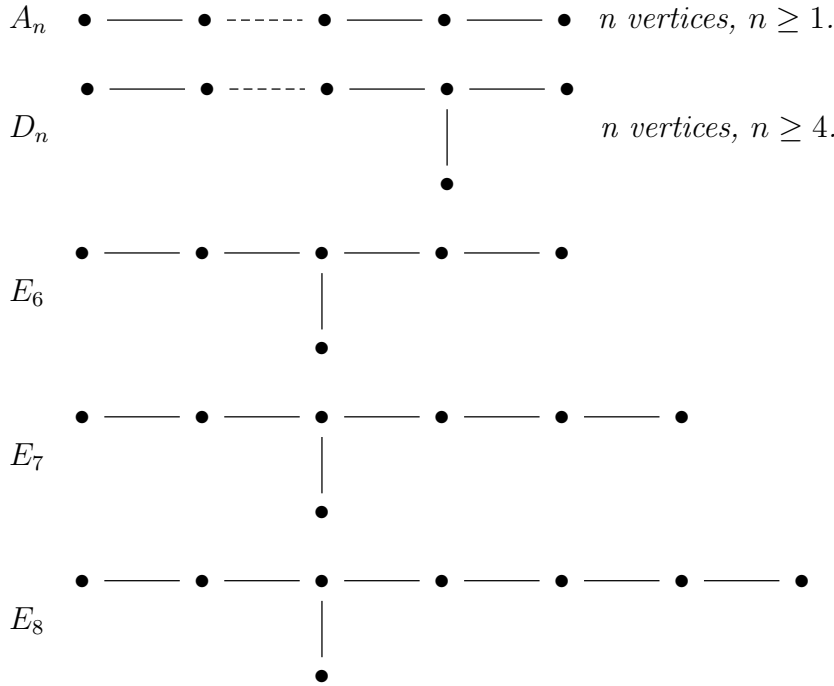 A_n n vertices, n ≥ 1.
D_n n vertices, n ≥ 4.
E_6
E_7
E_8